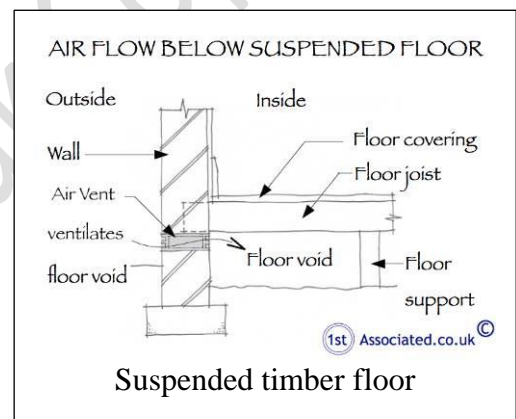 AIR FLOW BELOW SUSPENDED FLOOR
Outside
Inside
Wall
Floor covering
Floor joist
Air Vent
ventilates
floor void
Floor void
Floor
support
1st Associated.co.uk ©
Suspended timber floor